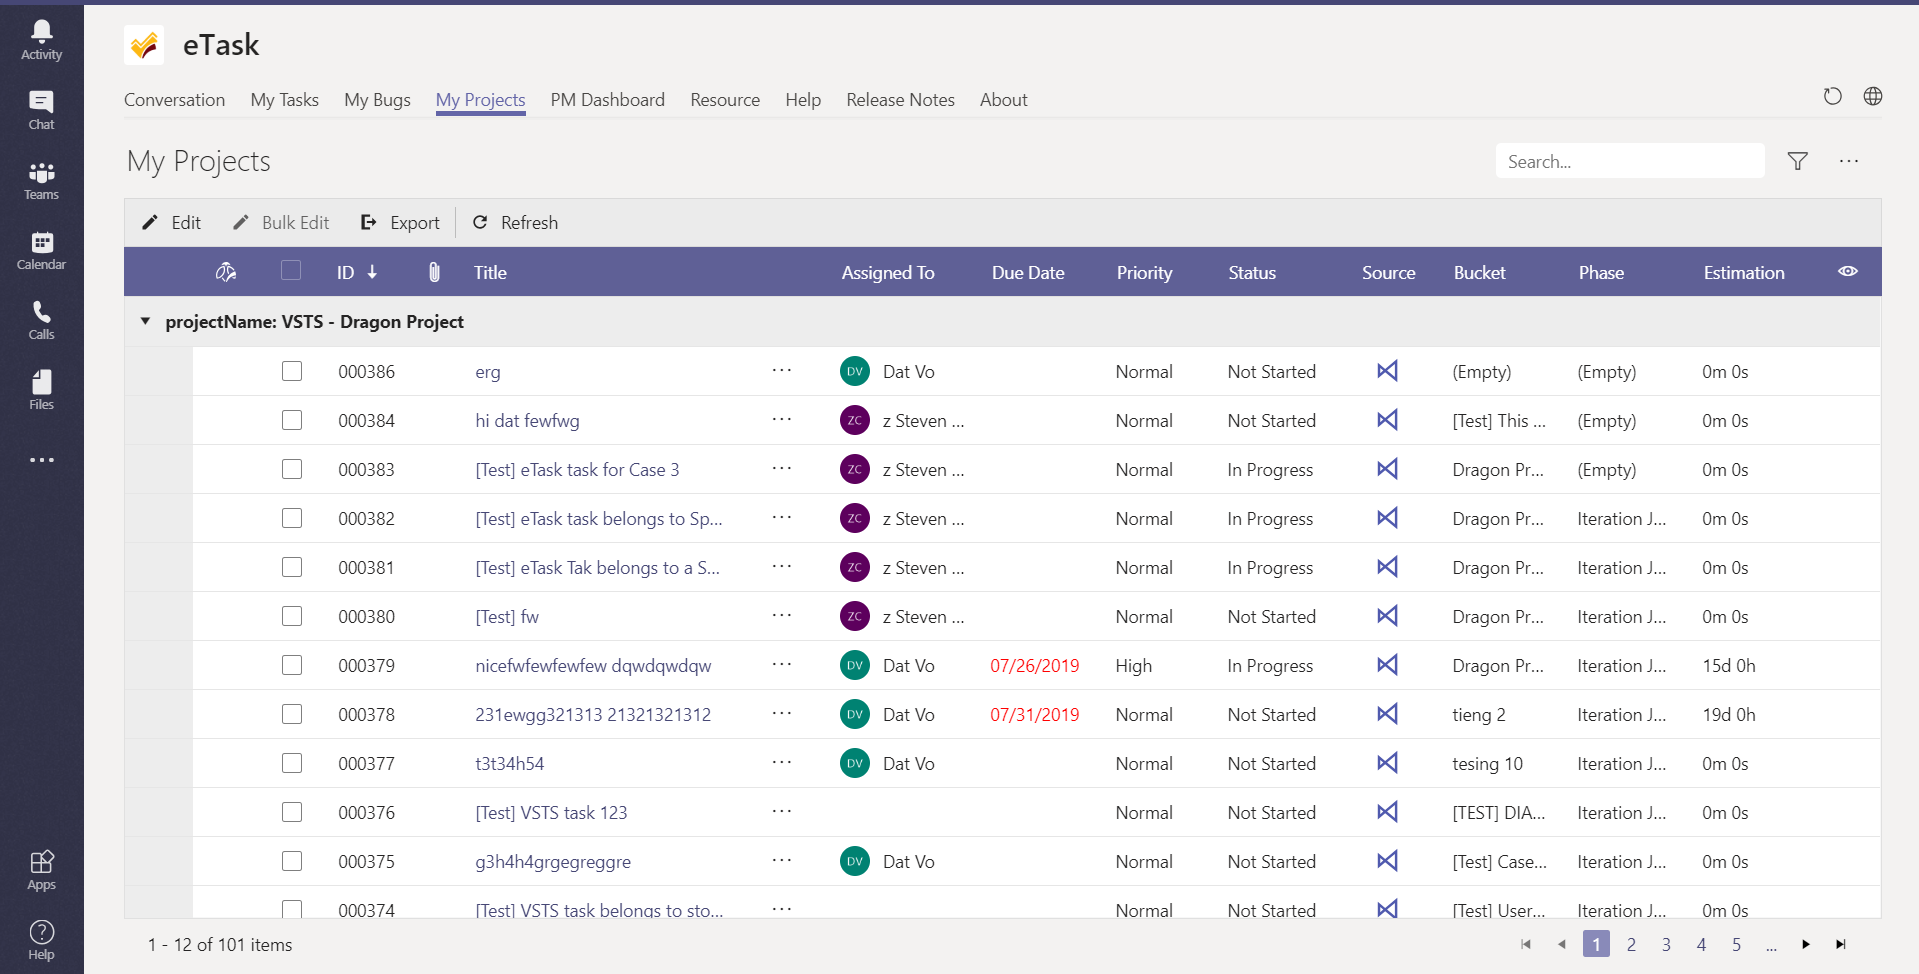 Activity
Chat
Teams
Calendar
Calls
Files
Apps
Help
eTask
Conversation My Tasks My Bugs My Projects PM Dashboard Resource Help Release Notes About
My Projects
Search...
Edit Bulk Edit Export Refresh
ID Title Assigned To Due Date Priority Status Source Bucket Phase Estimation
projectName: VSTS - Dragon Project
000386 erg ... DV Dat Vo Normal Not Started (Empty) (Empty) 0m 0s
000384 hi dat fewfwg ... ZC z Steven ... Normal Not Started [Test] This ... (Empty) 0m 0s
000383 [Test] eTask task for Case 3 ... ZC z Steven ... Normal In Progress Dragon Pr... (Empty) 0m 0s
000382 [Test] eTask task belongs to Sp... ... ZC z Steven ... Normal In Progress Dragon Pr... Iteration J... 0m 0s
000381 [Test] eTask Tak belongs to a S... ... ZC z Steven ... Normal In Progress Dragon Pr... Iteration J... 0m 0s
000380 [Test] fw ... ZC z Steven ... Normal Not Started Dragon Pr... Iteration J... 0m 0s
000379 nicefwfewfewfew dqwdqwdqw ... DV Dat Vo 07/26/2019 High In Progress Dragon Pr... Iteration J... 15d 0h
000378 231ewgg321313 21321321312 ... DV Dat Vo 07/31/2019 Normal Not Started tieng 2 Iteration J... 19d 0h
000377 t3t34h54 ... DV Dat Vo Normal Not Started tesing 10 Iteration J... 0m 0s
000376 [Test] VSTS task 123 ... Normal Not Started [TEST] DIA... Iteration J... 0m 0s
000375 g3h4h4grgegreggre ... DV Dat Vo Normal Not Started [Test] Case... Iteration J... 0m 0s
000374 [Test] VSTS task belongs to sto... ... Normal Not Started [Test] User... Iteration J... 0m 0s
1 - 12 of 101 items 1 2 3 4 5 ...